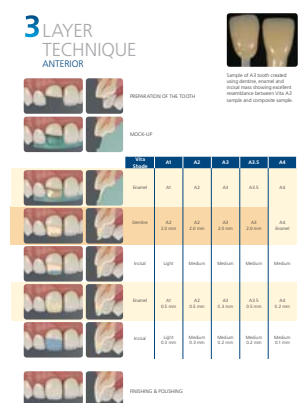 3 LAYER
TECHNIQUE
ANTERIOR
Sample of A3 tooth created
using dentine, enamel and
incisal mass showing excellent
resemblance between Vita A3
sample and composite sample.
PREPARATION OF THE TOOTH
MOCK-UP
Vita Shade A1 A2 A3 A3.5 A4
Enamel A1 A2 A3 A3.5 A4
Dentine A2 2.0 mm A2 2.0 mm A3 2.0 mm A3 2.0 mm A4 Enamel
Incisal Light Medium Medium Medium Medium
Enamel A1 0.5 mm A2 0.5 mm A3 0.3 mm A3.5 0.5 mm A4 0.2 mm
Incisal Light 0.3 mm Medium 0.3 mm Medium 0.2 mm Medium 0.2 mm Medium 0.1 mm
FINISHING & POLISHING